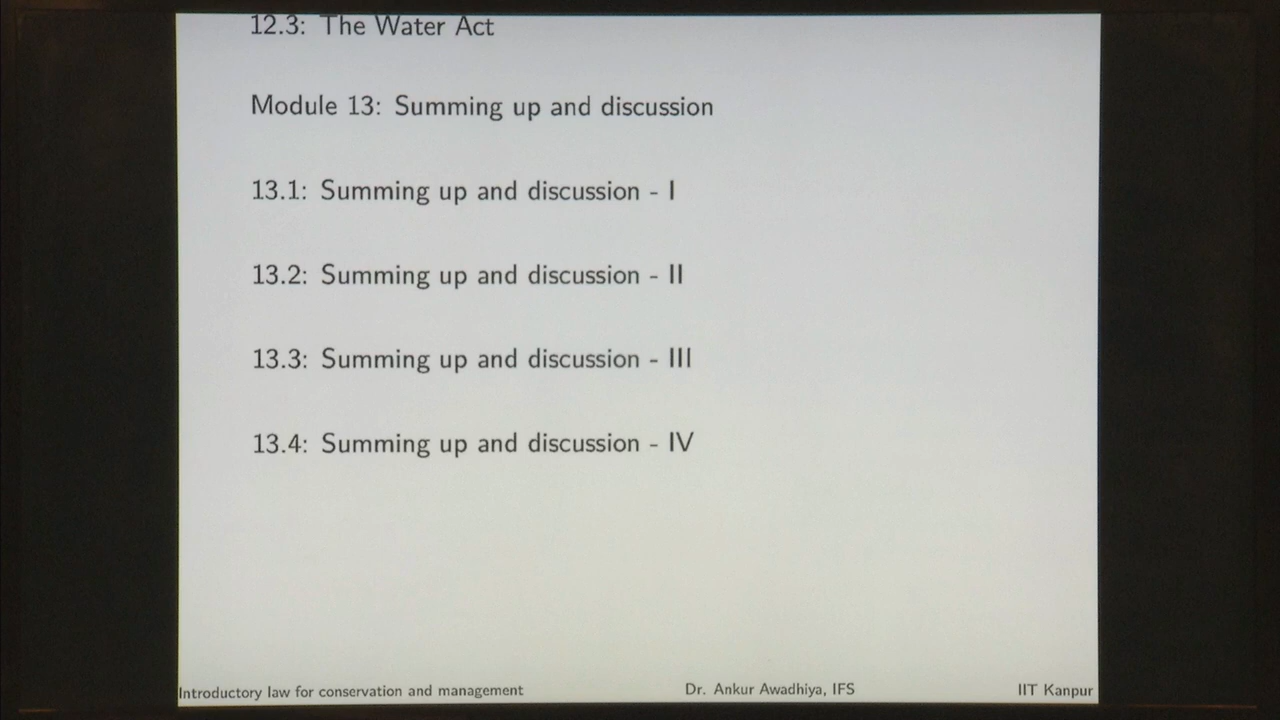 12.3: The Water Act
Module 13: Summing up and discussion
13.1: Summing up and discussion - I
13.2: Summing up and discussion - II
13.3: Summing up and discussion - III
13.4: Summing up and discussion - IV
Introductory law for conservation and management Dr. Ankur Awadhiya, IFS IIT Kanpur